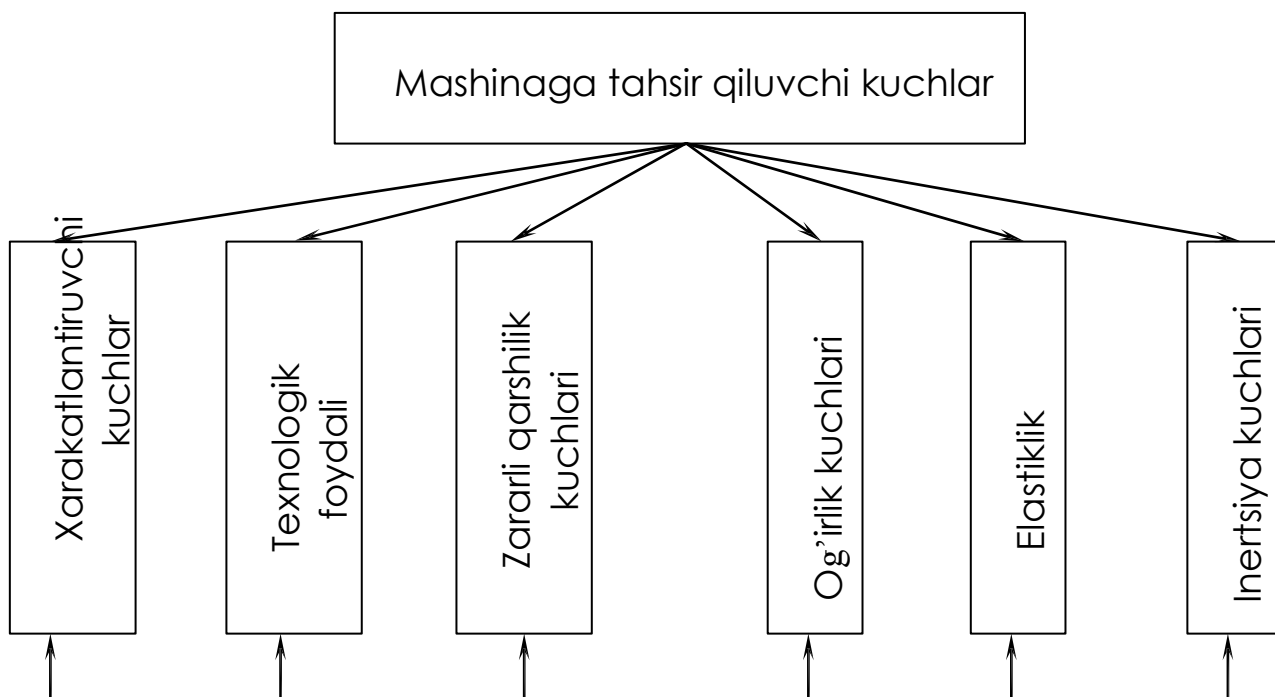 Mashinaga tahsir qiluvchi kuchlar
Xarakatlantiruvchi
kuchlar
Texnologik
foydali
Zararli qarshilik
kuchlari
Og’irlik kuchlari
Elastiklik
Inertsiya kuchlari